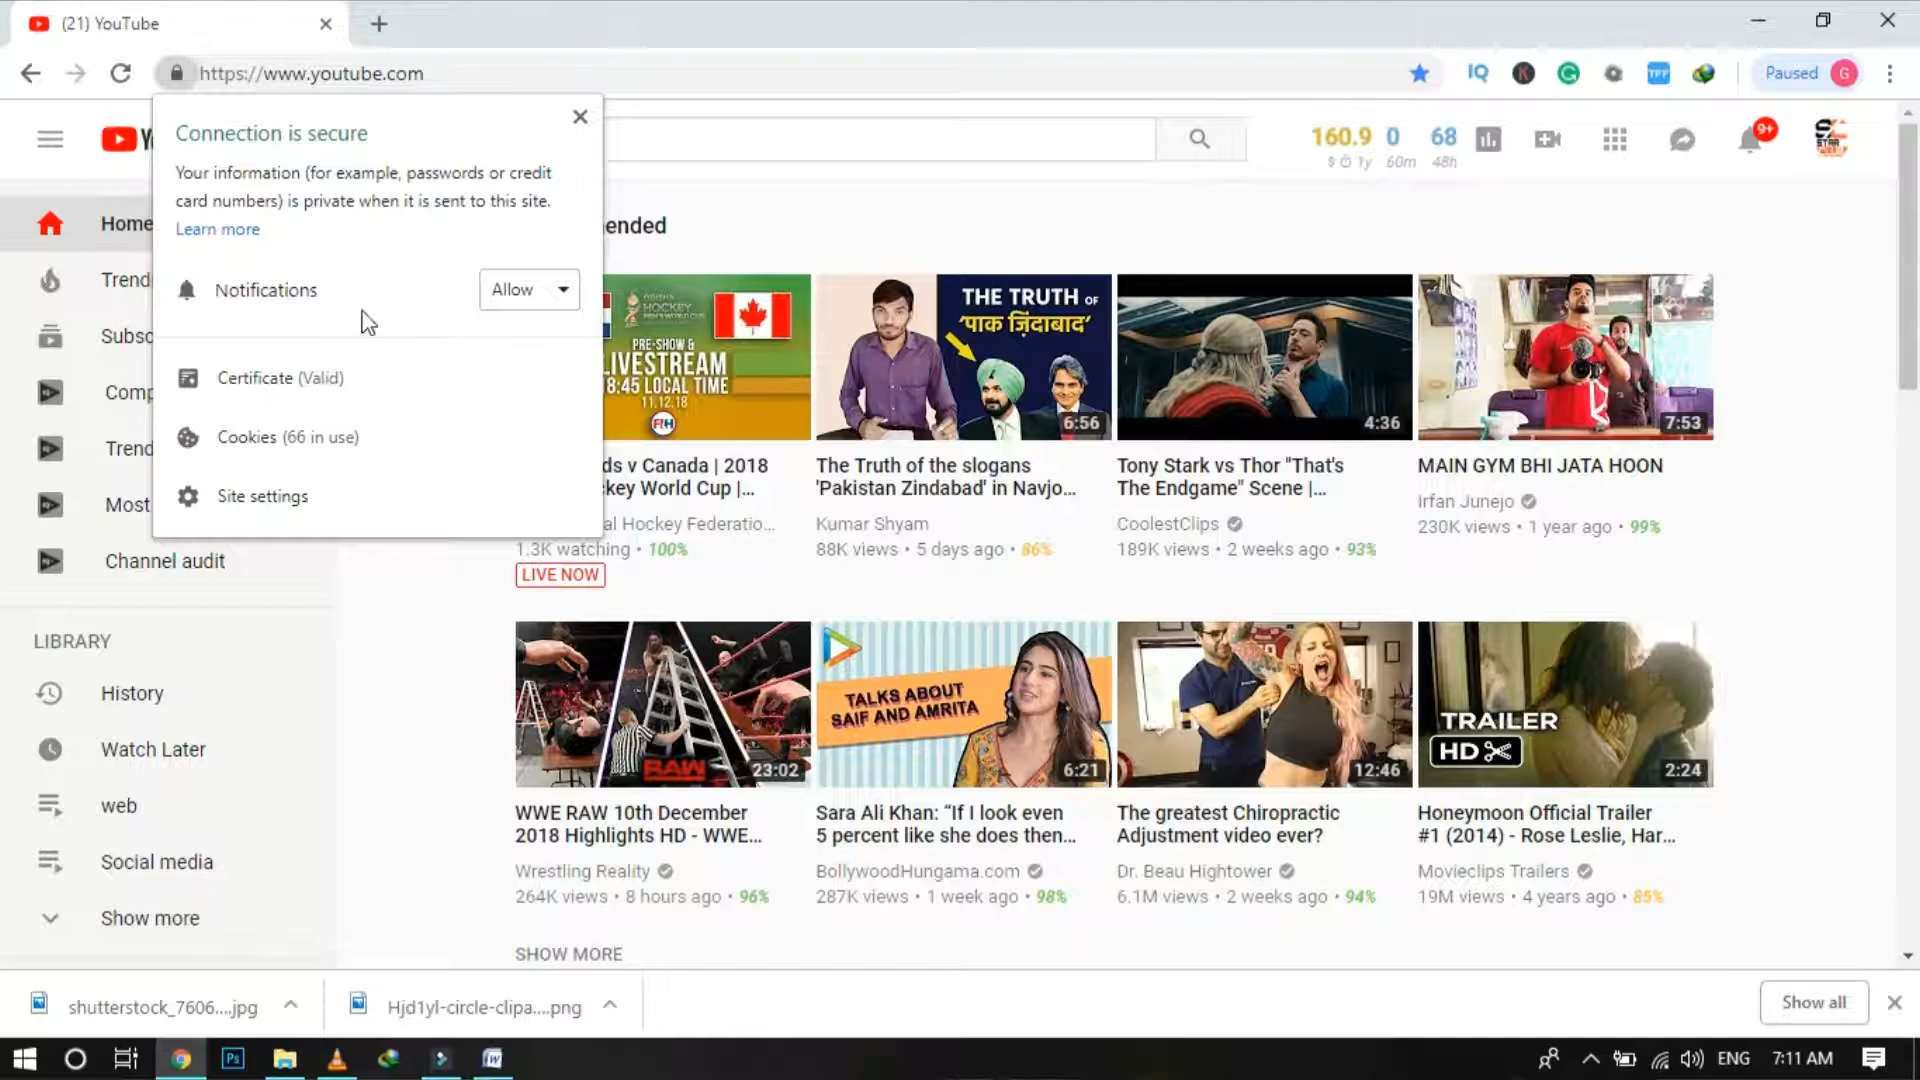 (21) YouTube
https://www.youtube.com
IQ
K
TFP
Paused
G
Connection is secure
Your information (for example, passwords or credit
card numbers) is private when it is sent to this site.
Learn more
Notifications
Allow
Certificate (Valid)
Cookies (66 in use)
Site settings
160.9 0 68
$ 1y 60m 48h
9+
Home
Trend
Subsc
Comp
Trend
Most
Channel audit
LIBRARY
History
Watch Later
web
Social media
Show more
ended
HOCKEY
PRE-SHOW &
LIVESTREAM
8:45 LOCAL TIME
11.12.18
FIH
ds v Canada | 2018
key World Cup |...
al Hockey Federatio...
1.3K watching • 100%
LIVE NOW
THE TRUTH OF
'पाक ज़िंदाबाद'
6:56
The Truth of the slogans
'Pakistan Zindabad' in Navjo...
Kumar Shyam
88K views • 5 days ago • 86%
4:36
Tony Stark vs Thor "That's
The Endgame" Scene |...
CoolestClips
189K views • 2 weeks ago • 93%
7:53
MAIN GYM BHI JATA HOON
Irfan Junejo
230K views • 1 year ago • 99%
RAW
23:02
WWE RAW 10th December
2018 Highlights HD - WWE...
Wrestling Reality
264K views • 8 hours ago • 96%
TALKS ABOUT
SAIF AND AMRITA
6:21
Sara Ali Khan: “If I look even
5 percent like she does then...
BollywoodHungama.com
287K views • 1 week ago • 98%
12:46
The greatest Chiropractic
Adjustment video ever?
Dr. Beau Hightower
6.1M views • 2 weeks ago • 94%
TRAILER
HD
2:24
Honeymoon Official Trailer
#1 (2014) - Rose Leslie, Har...
Movieclips Trailers
19M views • 4 years ago • 85%
SHOW MORE
shutterstock_7606....jpg
Hjd1yl-circle-clipa....png
Show all
Ps
W
ENG
7:11 AM